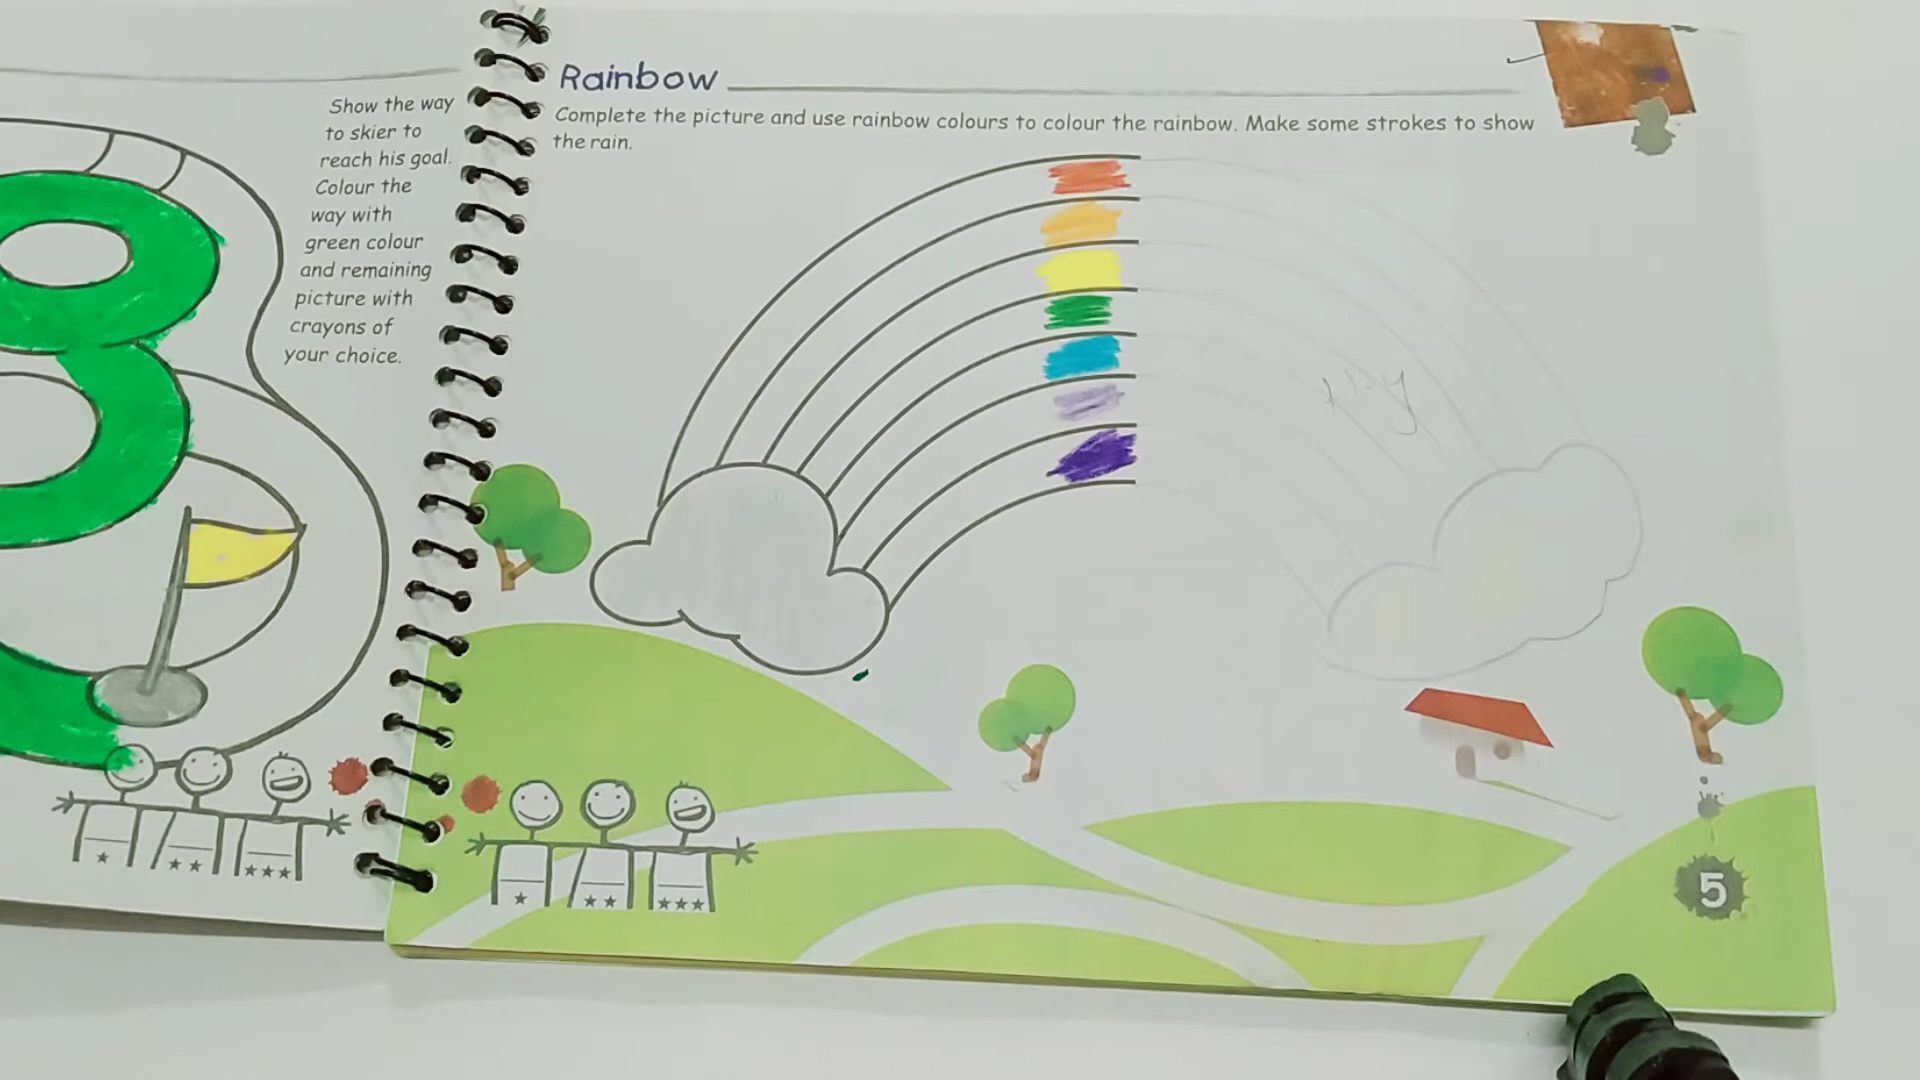 Show the way
to skier to
reach his goal.
Colour the
way with
green colour
and remaining
picture with
crayons of
your choice.
Rainbow
Complete the picture and use rainbow colours to colour the rainbow. Make some strokes to show
the rain.
5